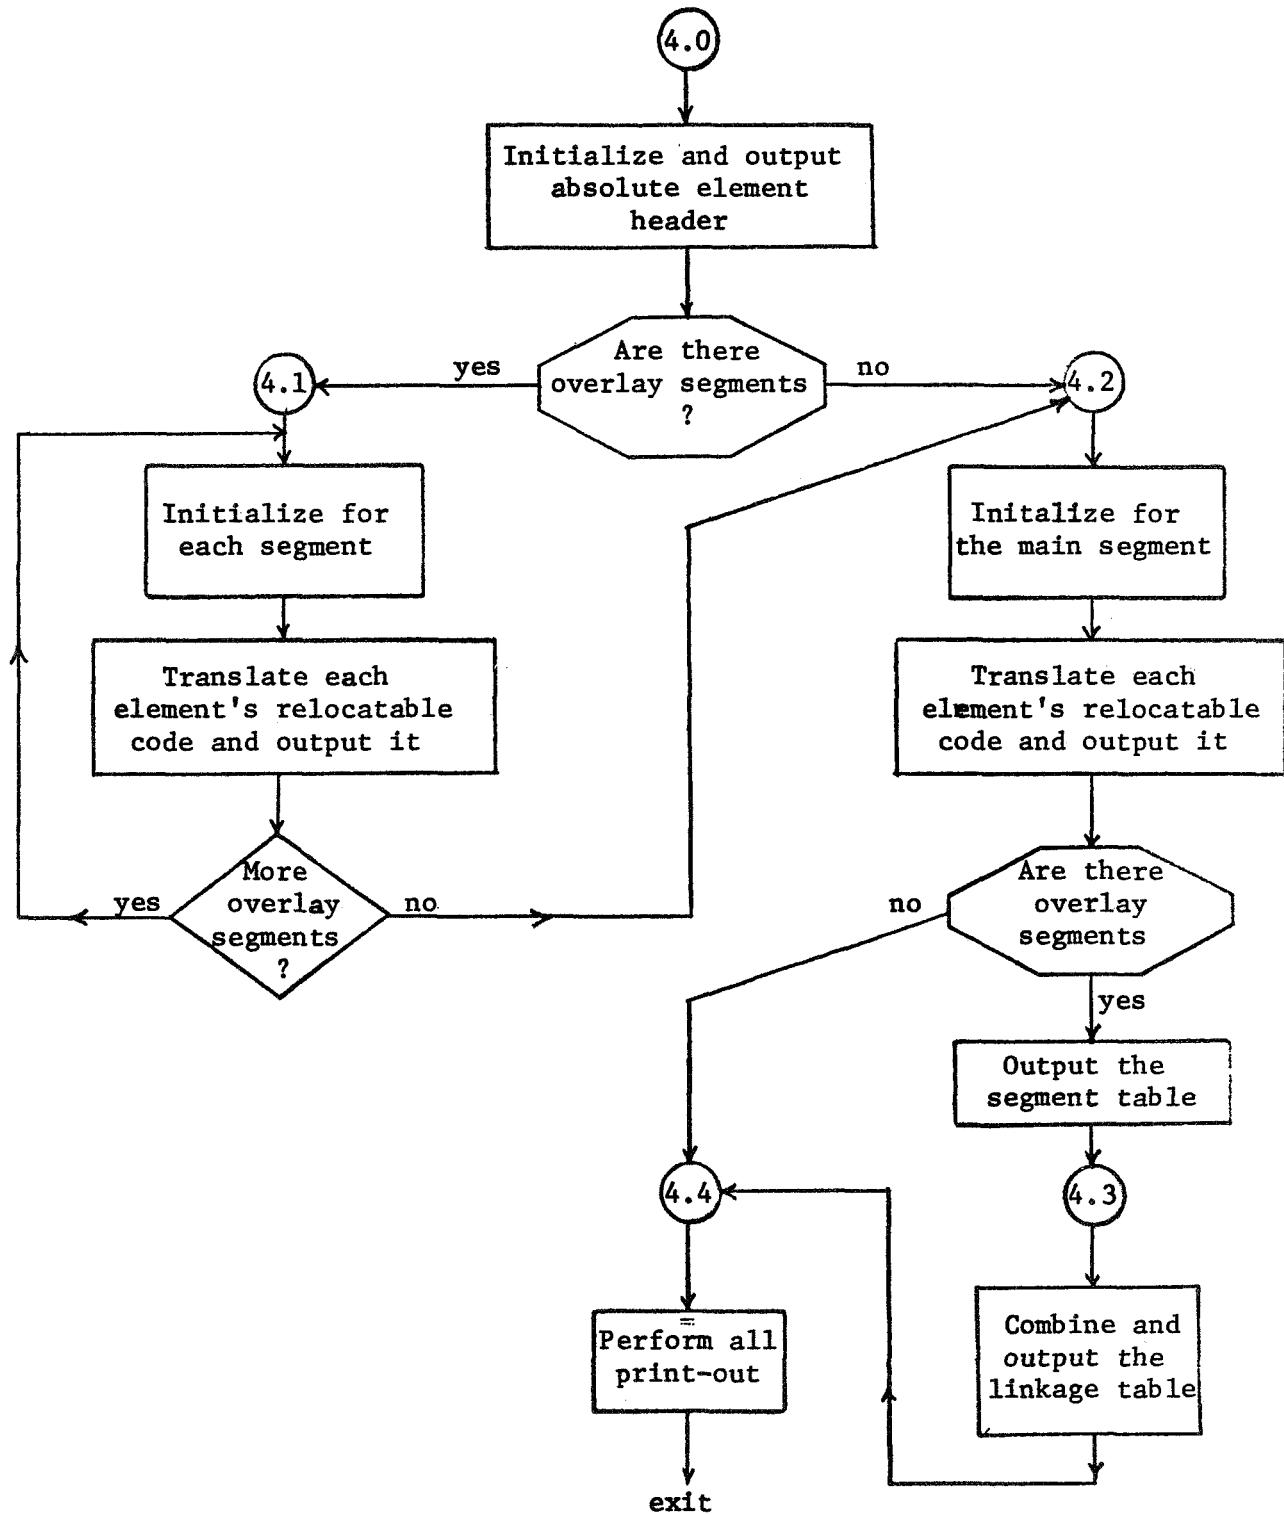 4.0
Initialize and output
absolute element
header
Are there
overlay segments
?
yes
no
4.1
4.2
Initialize for
each segment
Initalize for
the main segment
Translate each
element's relocatable
code and output it
Translate each
element's relocatable
code and output it
More
overlay
segments
?
yes
no
Are there
overlay
segments
no
yes
Output the
segment table
4.4
4.3
Perform all
print-out
Combine and
output the
linkage table
exit